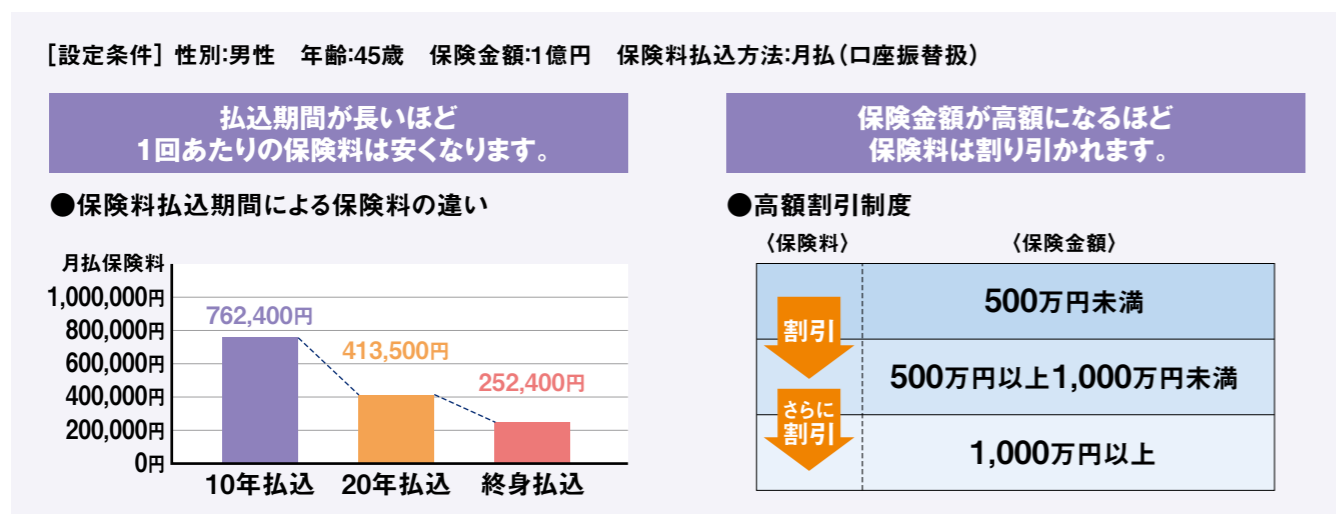 ［設定条件］ 性別:男性　年齢:45歳　保険金額:1億円　保険料払込方法:月払（口座振替扱）
払込期間が長いほど
1回あたりの保険料は安くなります。
●保険料払込期間による保険料の違い
月払保険料
1,000,000円
800,000円
600,000円
400,000円
200,000円
0円
762,400円
413,500円
252,400円
10年払込
20年払込
終身払込
保険金額が高額になるほど
保険料は割り引かれます。
●高額割引制度
〈保険料〉
〈保険金額〉
割引
さらに
割引
500万円未満
500万円以上1,000万円未満
1,000万円以上